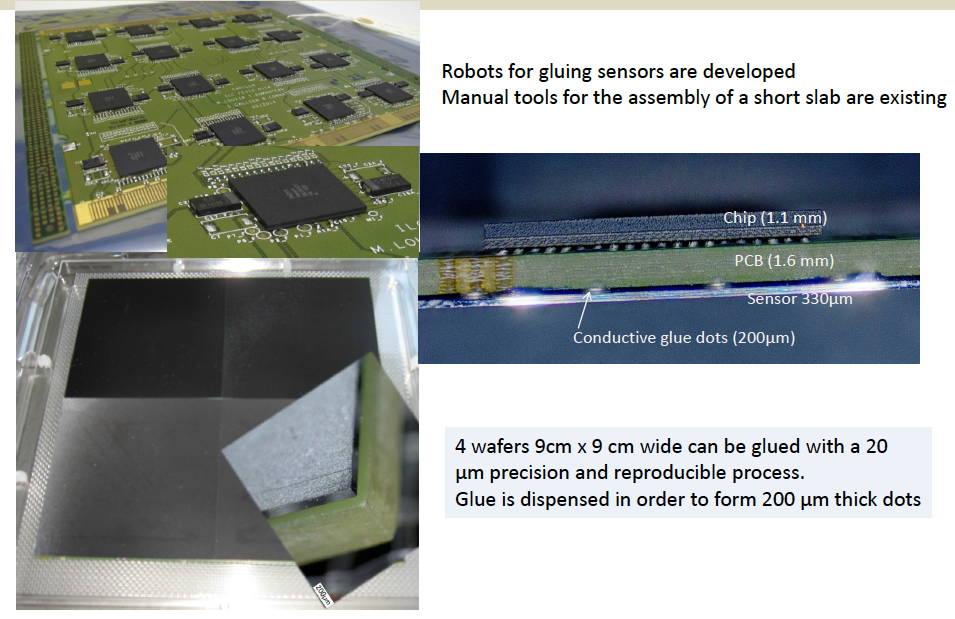 Robots for gluing sensors are developed
Manual tools for the assembly of a short slab are existing
Chip (1.1 mm)
PCB (1.6 mm)
Sensor 330µm
Conductive glue dots (200µm)
4 wafers 9cm x 9 cm wide can be glued with a 20
µm precision and reproducible process.
Glue is dispensed in order to form 200 µm thick dots
200µm